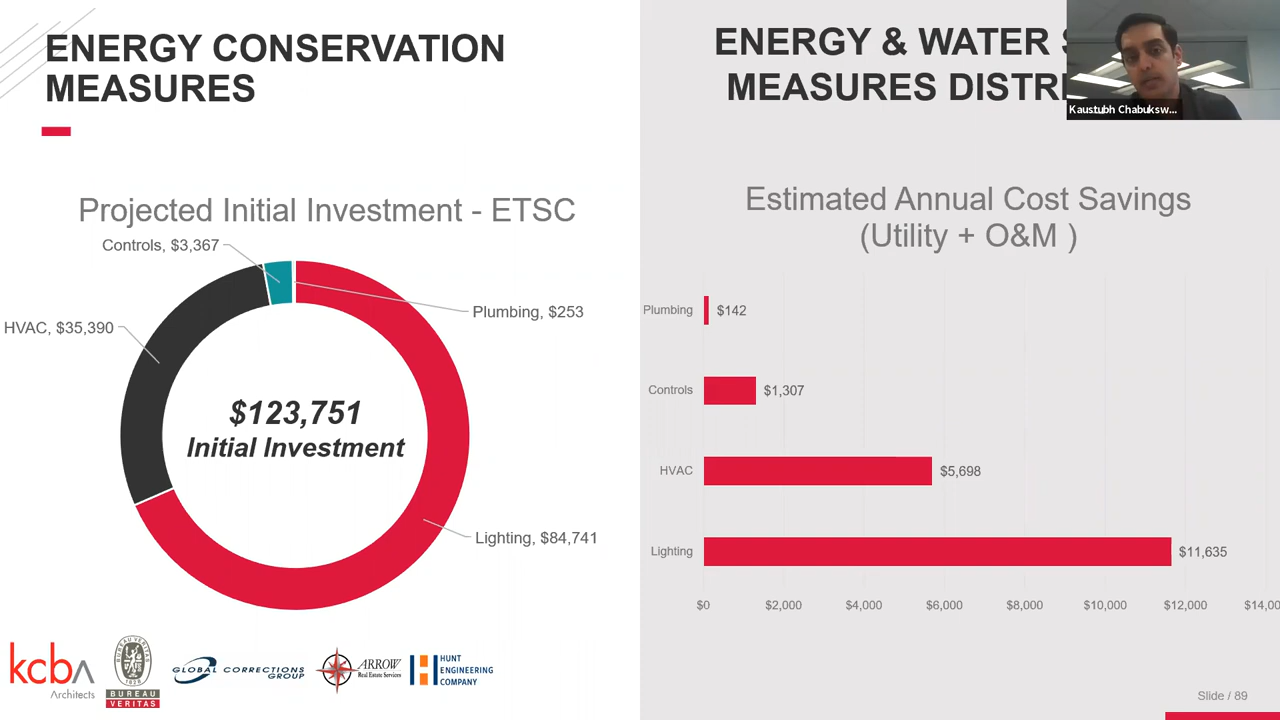 ENERGY CONSERVATION
MEASURES
Projected Initial Investment - ETSC
Controls, $3,367
Plumbing, $253
HVAC, $35,390
$123,751
Initial Investment
Lighting, $84,741
kcba
Architects
BUREAU VERITAS
1828
BUREAU
VERITAS
GLOBAL CORRECTIONS
GROUP
ARROW
Real Estate Services
HUNT
ENGINEERING
COMPANY
ENERGY & WATER
MEASURES
Kaustubh Chabuksw...
Estimated Annual Cost Savings
(Utility + O&M )
Plumbing
$142
Controls
$1,307
HVAC
$5,698
Lighting
$11,635
$0
$2,000
$4,000
$6,000
$8,000
$10,000
$12,000
Slide / 89